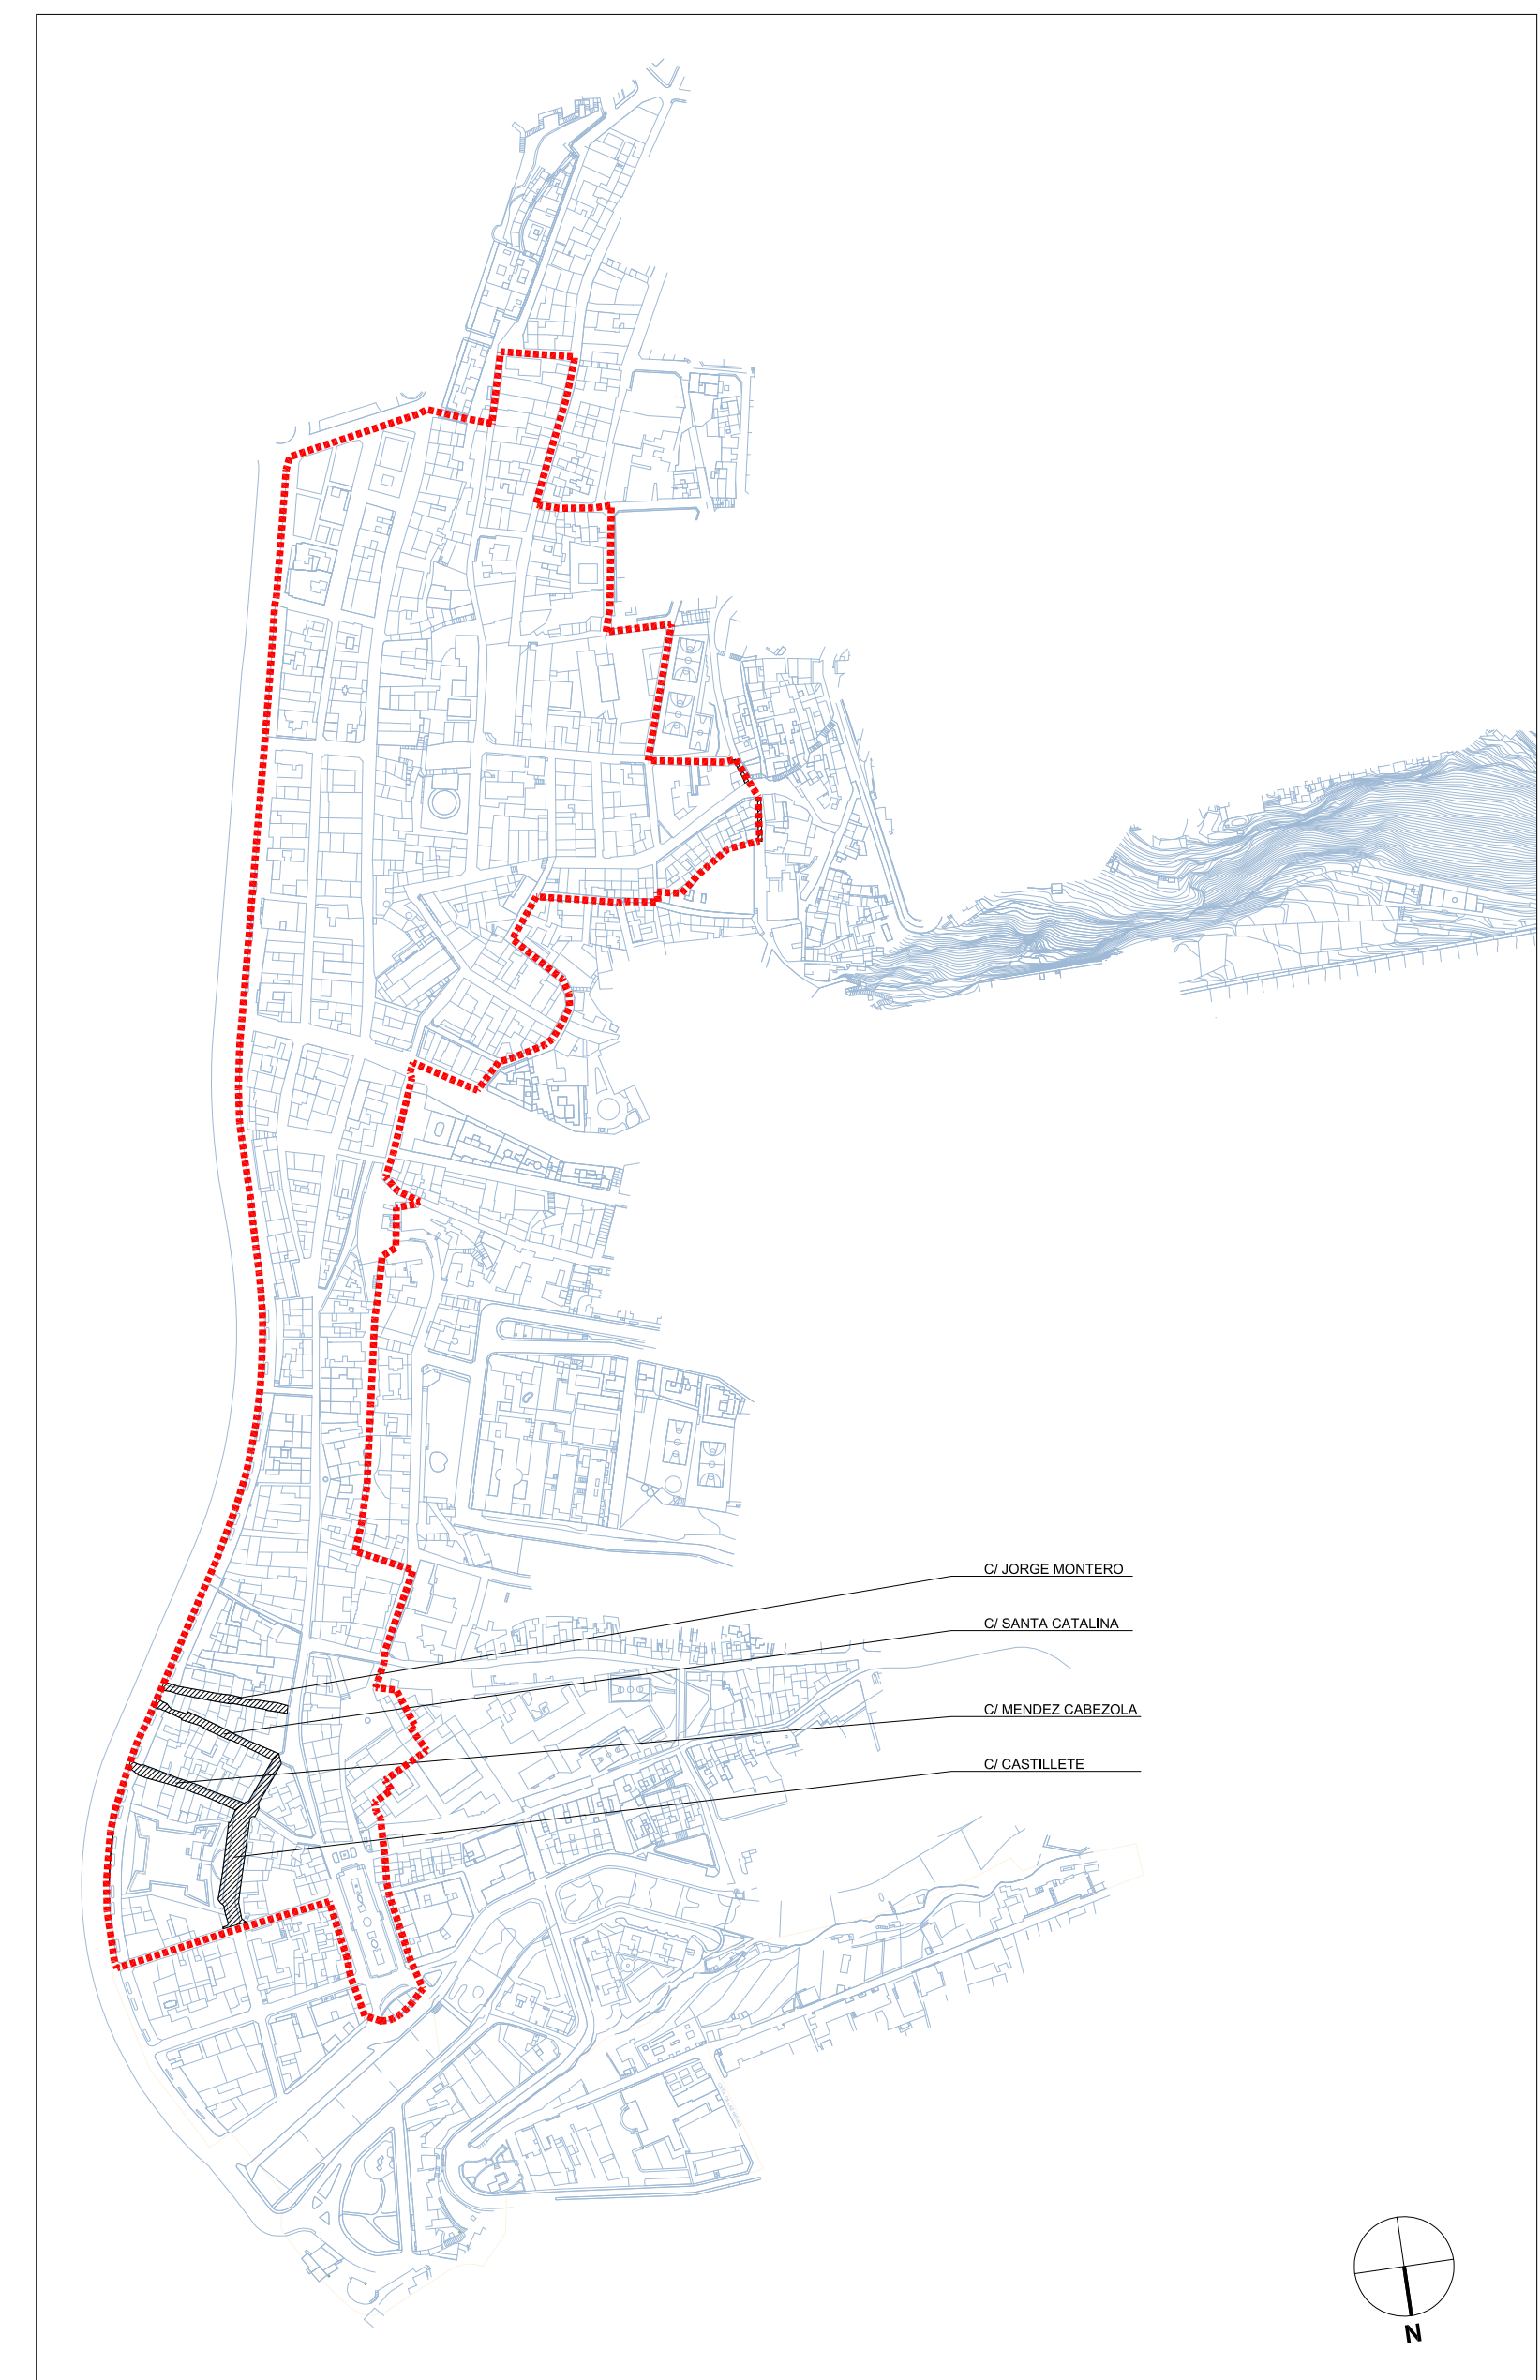 C/ JORGE MONTERO
C/ SANTA CATALINA
C/ MENDEZ CABEZOLA
C/ CASTILLETE
N